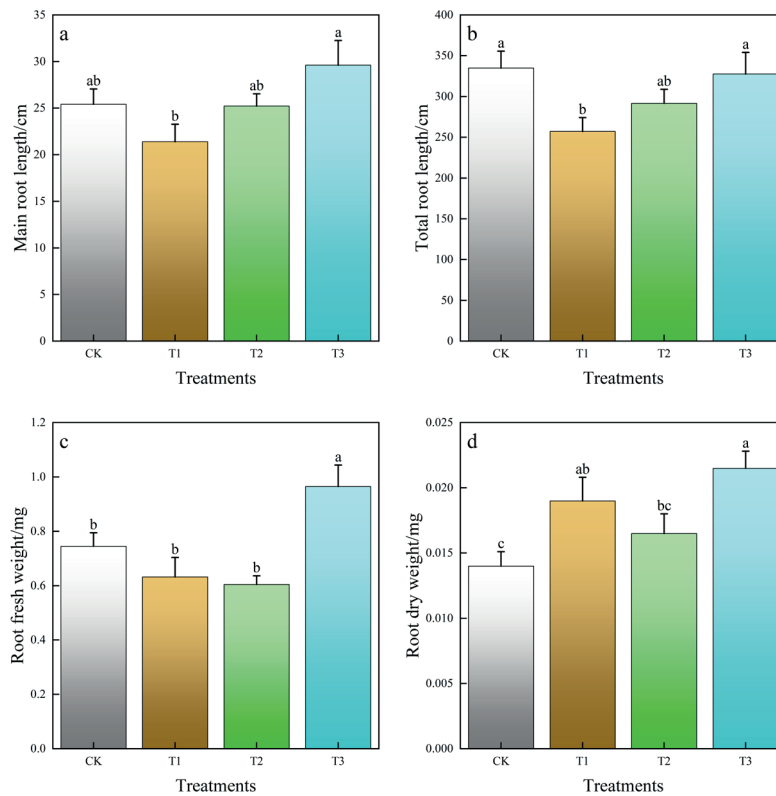 a
Main root length/cm
35
30
25
20
15
10
5
0
ab
b
ab
a
CK T1 T2 T3
Treatments
b
Total root length/cm
400
350
300
250
200
150
100
50
0
a
b
ab
a
CK T1 T2 T3
Treatments
c
Root fresh weight/mg
1.2
1.0
0.8
0.6
0.4
0.2
0.0
b
b
b
a
CK T1 T2 T3
Treatments
d
Root dry weight/mg
0.025
0.020
0.015
0.010
0.005
0.000
c
ab
bc
a
CK T1 T2 T3
Treatments